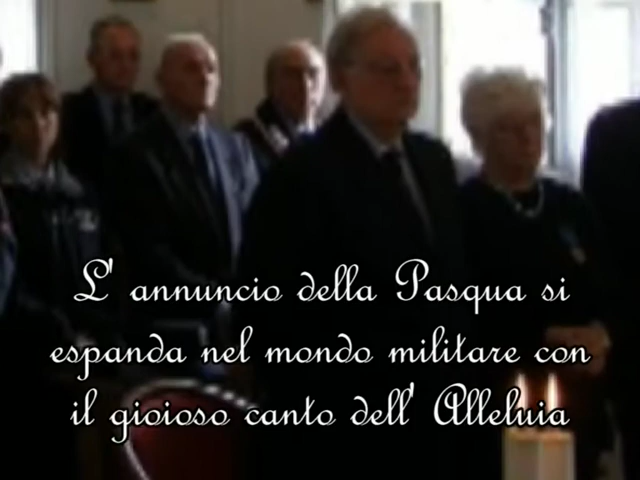 L' annuncio della Pasqua si
espanda nel mondo militare con
il gioioso canto dell' Alleluia